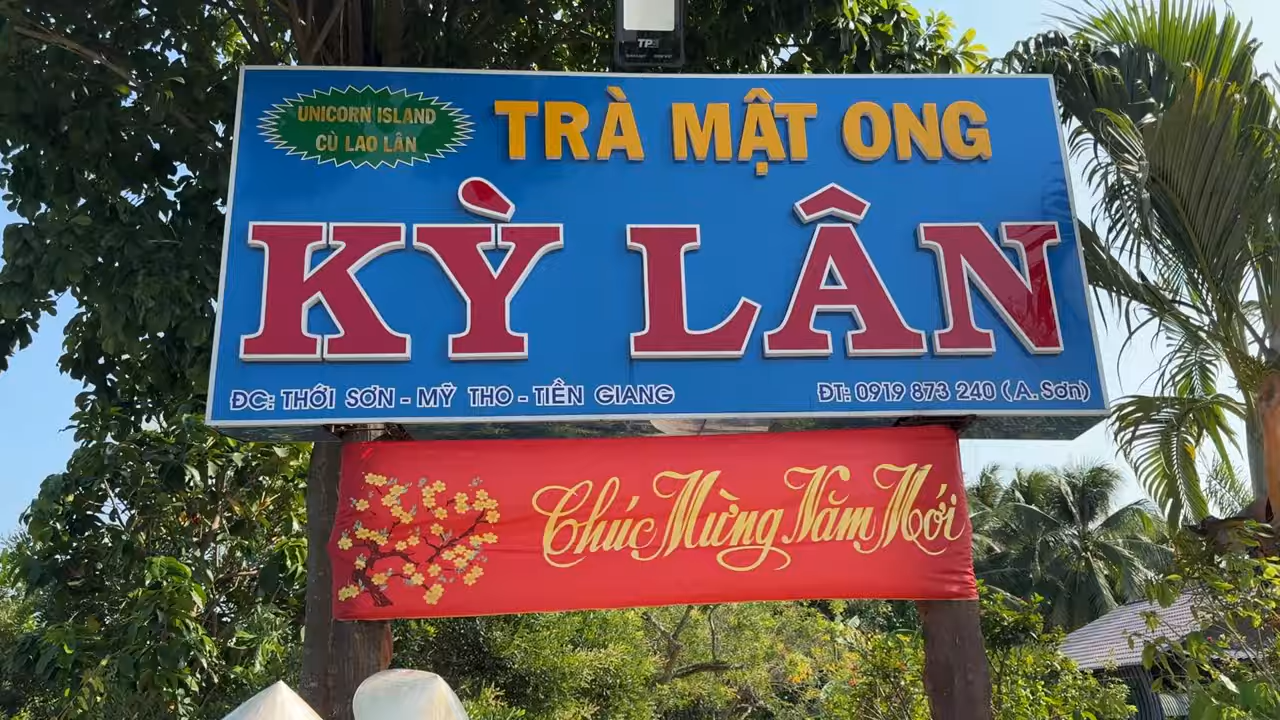 TP
UNICORN ISLAND
CÙ LAO LÂN
TRÀ MẬT ONG
KỲ LÂN
ĐC: THỚI SƠN - MỸ THO - TIỀN GIANG
ĐT: 0919 873 240 (A. Sơn)
Chúc Mừng Năm Mới